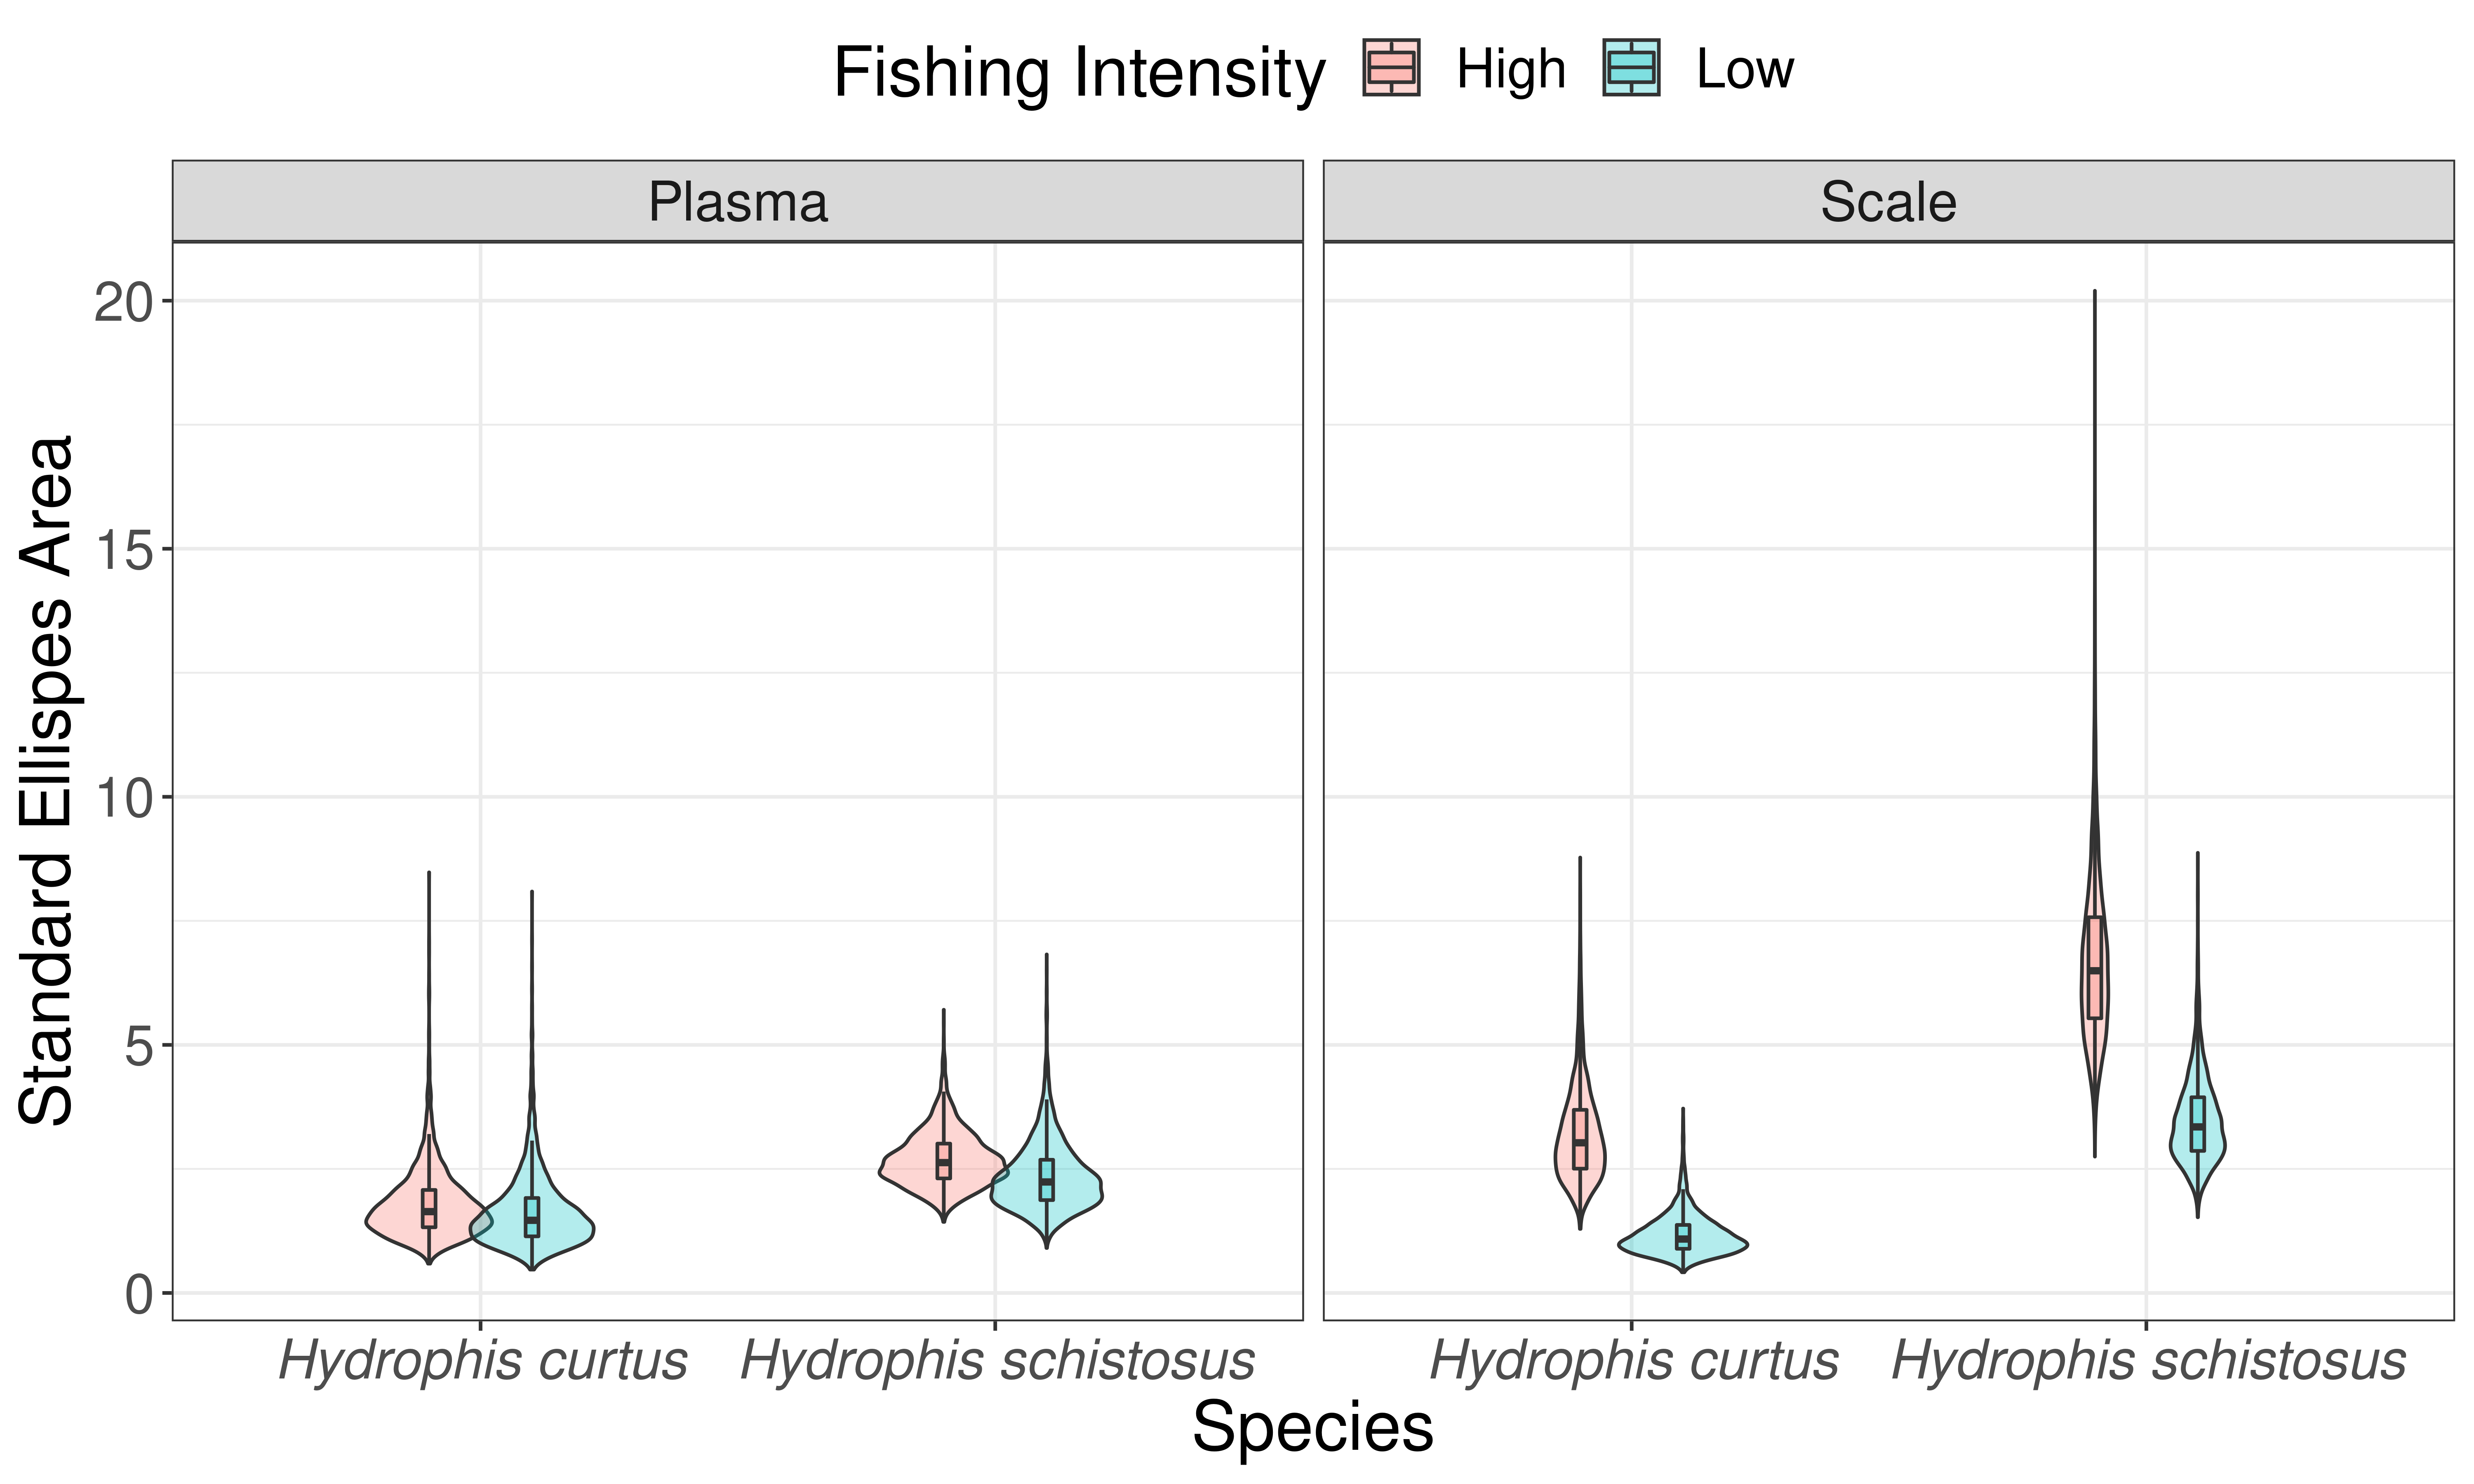 Fishing Intensity High Low
Plasma Scale
Standard Ellispes Area
20
15
10
5
0
Hydrophis curtus Hydrophis schistosus Hydrophis curtus Hydrophis schistosus
Species